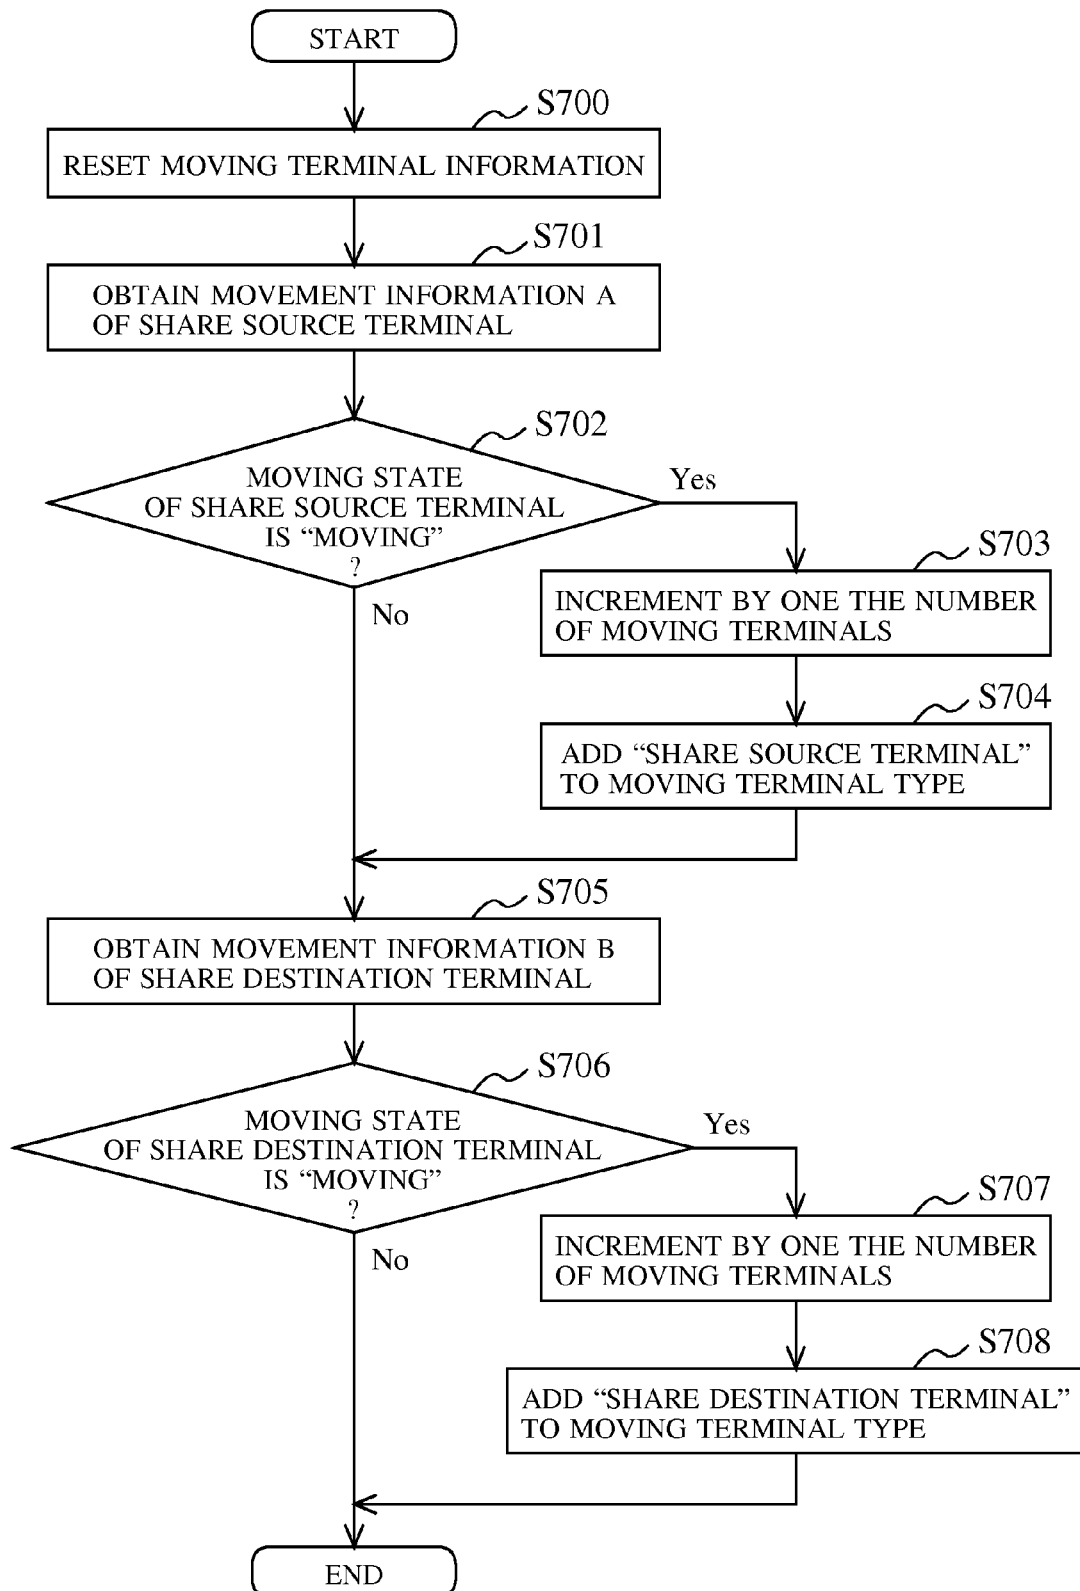 START
S700
RESET MOVING TERMINAL INFORMATION
S701
OBTAIN MOVEMENT INFORMATION A
OF SHARE SOURCE TERMINAL
S702
MOVING STATE
OF SHARE SOURCE TERMINAL
IS “MOVING”
?
Yes
No
S703
INCREMENT BY ONE THE NUMBER
OF MOVING TERMINALS
S704
ADD “SHARE SOURCE TERMINAL”
TO MOVING TERMINAL TYPE
S705
OBTAIN MOVEMENT INFORMATION B
OF SHARE DESTINATION TERMINAL
S706
MOVING STATE
OF SHARE DESTINATION TERMINAL
IS “MOVING”
?
Yes
No
S707
INCREMENT BY ONE THE NUMBER
OF MOVING TERMINALS
S708
ADD “SHARE DESTINATION TERMINAL”
TO MOVING TERMINAL TYPE
END